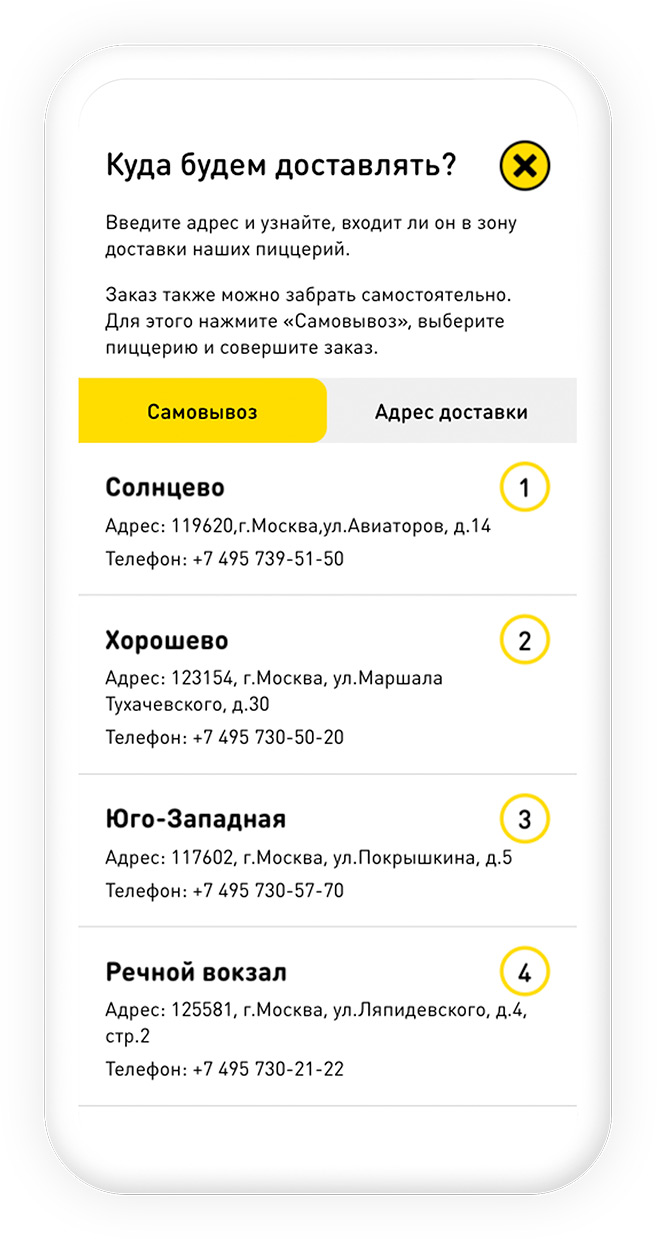 Куда будем доставлять?
Введите адрес и узнайте, входит ли он в зону
доставки наших пиццерий.
Заказ также можно забрать самостоятельно.
Для этого нажмите «Самовывоз», выберите
пиццерию и совершите заказ.
Самовывоз Адрес доставки
Солнцево 1
Адрес: 119620,г.Москва,ул.Авиаторов, д.14
Телефон: +7 495 739-51-50
Хорошево 2
Адрес: 123154, г.Москва, ул.Маршала
Тухачевского, д.30
Телефон: +7 495 730-50-20
Юго-Западная 3
Адрес: 117602, г.Москва, ул.Покрышкина, д.5
Телефон: +7 495 730-57-70
Речной вокзал 4
Адрес: 125581, г.Москва, ул.Ляпидевского, д.4,
стр.2
Телефон: +7 495 730-21-22